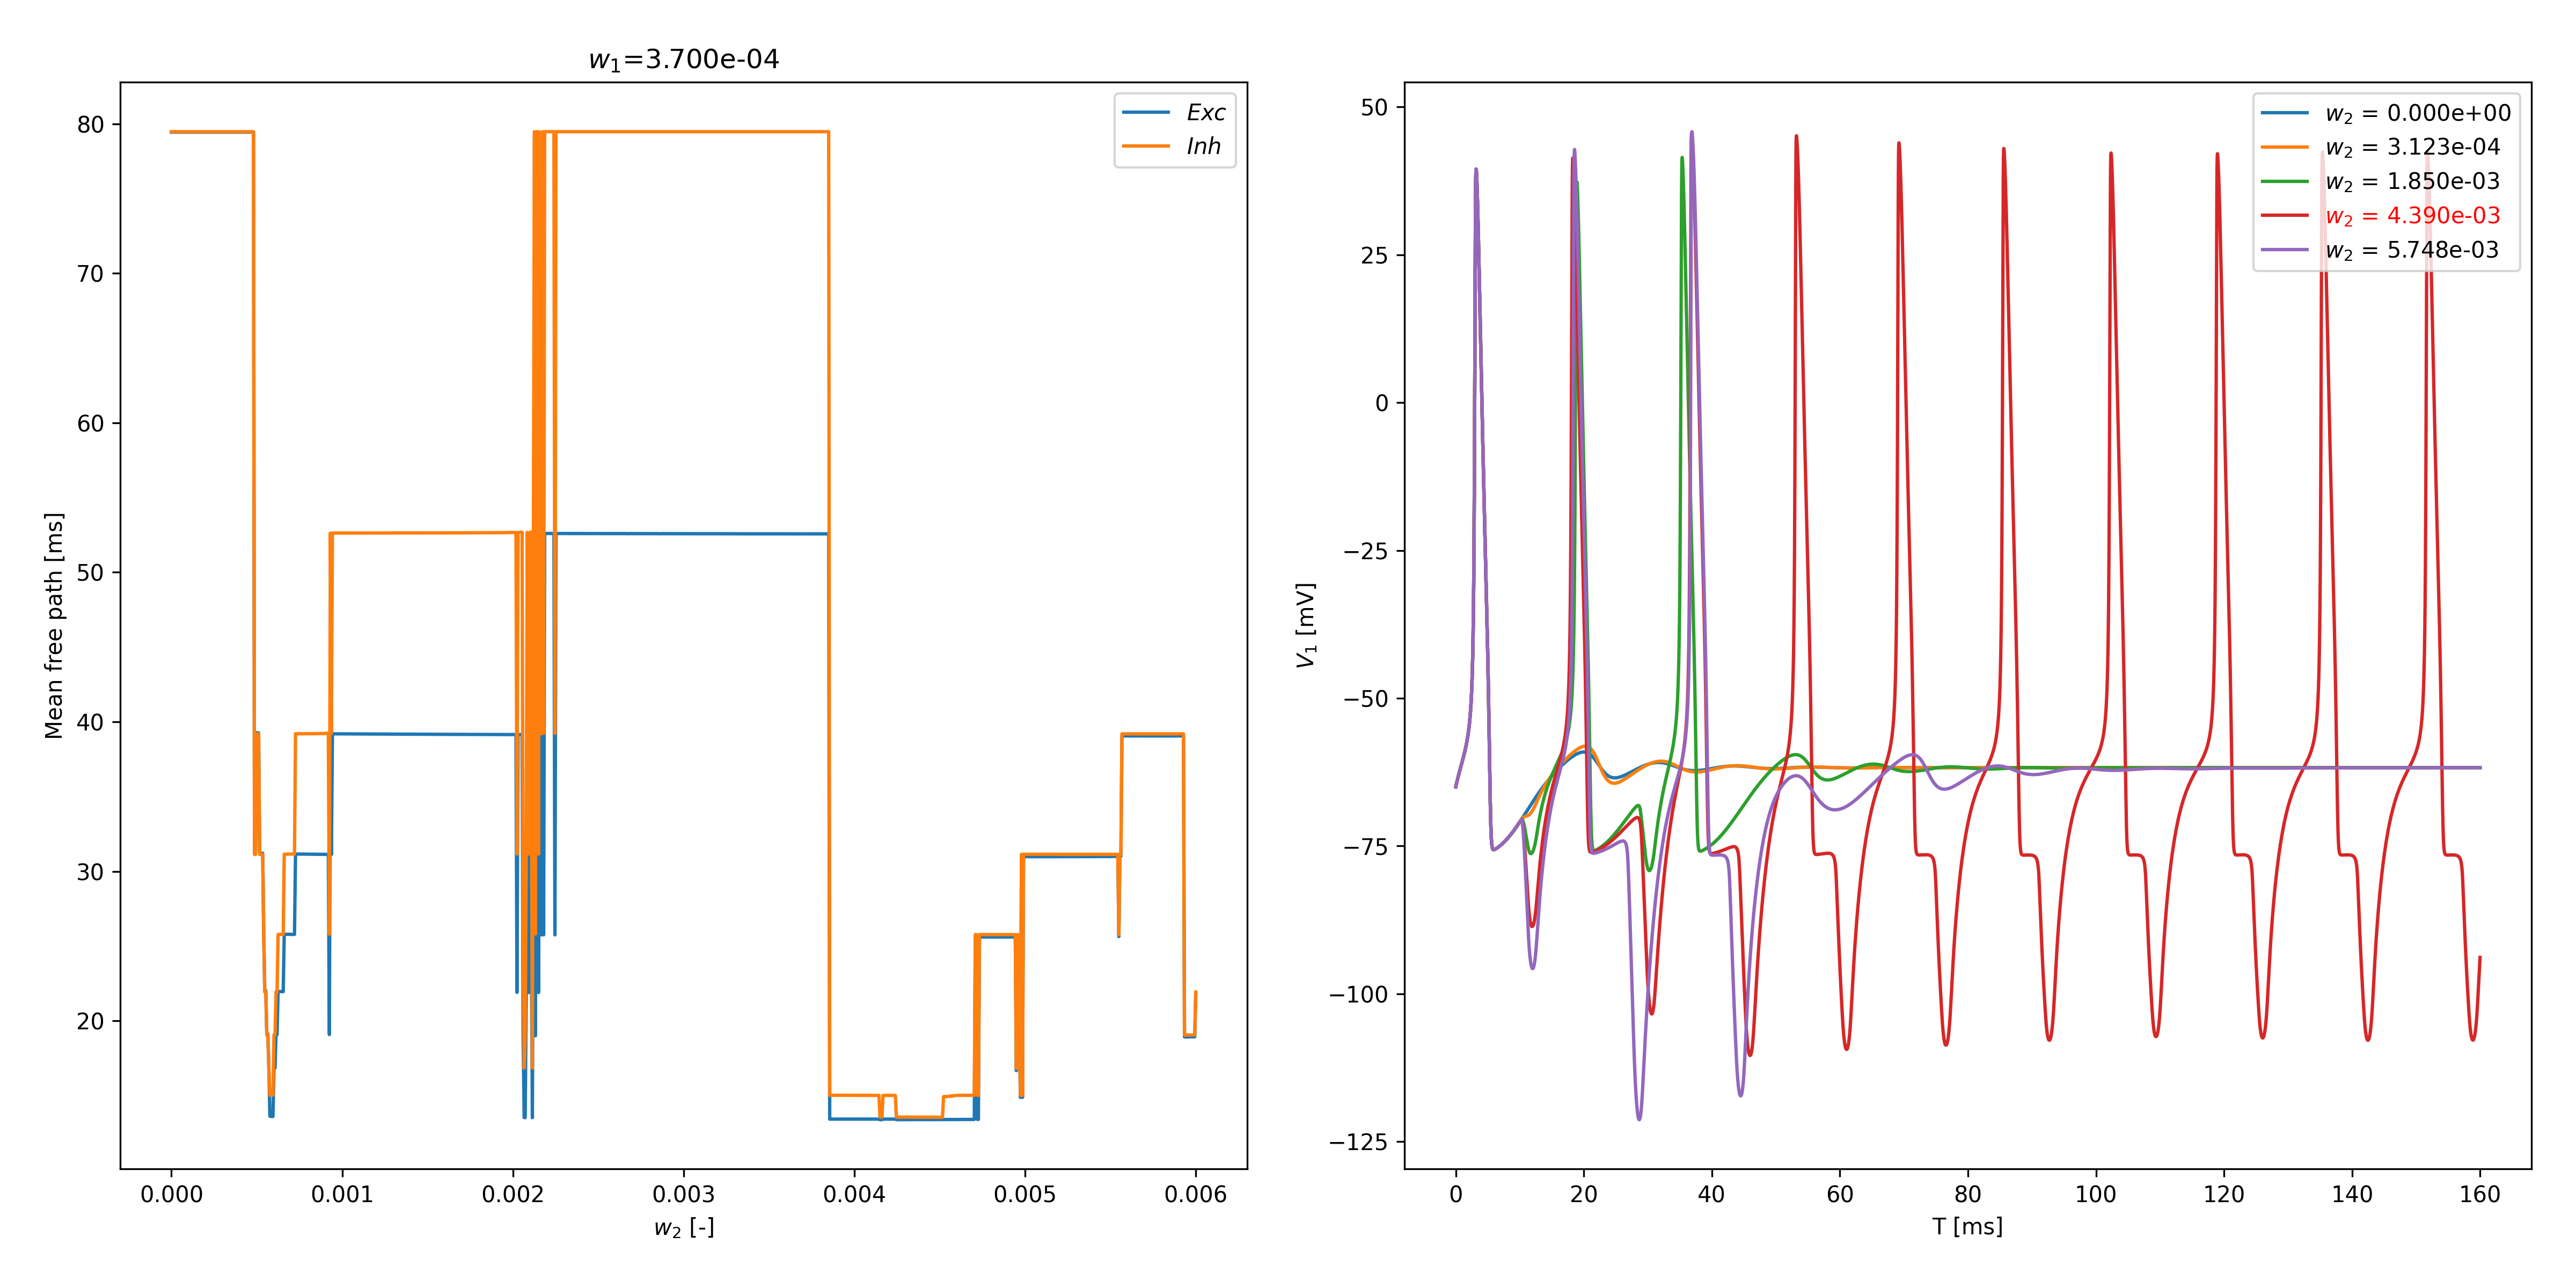 w₁=3.700e-04
Mean free path [ms]
80
70
60
50
40
30
20
0.000 0.001 0.002 0.003 0.004 0.005 0.006
w₂ [-]
Exc
Inh
V₁ [mV]
50
25
0
−25
−50
−75
−100
−125
0 20 40 60 80 100 120 140 160
T [ms]
w₂ = 0.000e+00
w₂ = 3.123e-04
w₂ = 1.850e-03
w₂ = 4.390e-03
w₂ = 5.748e-03